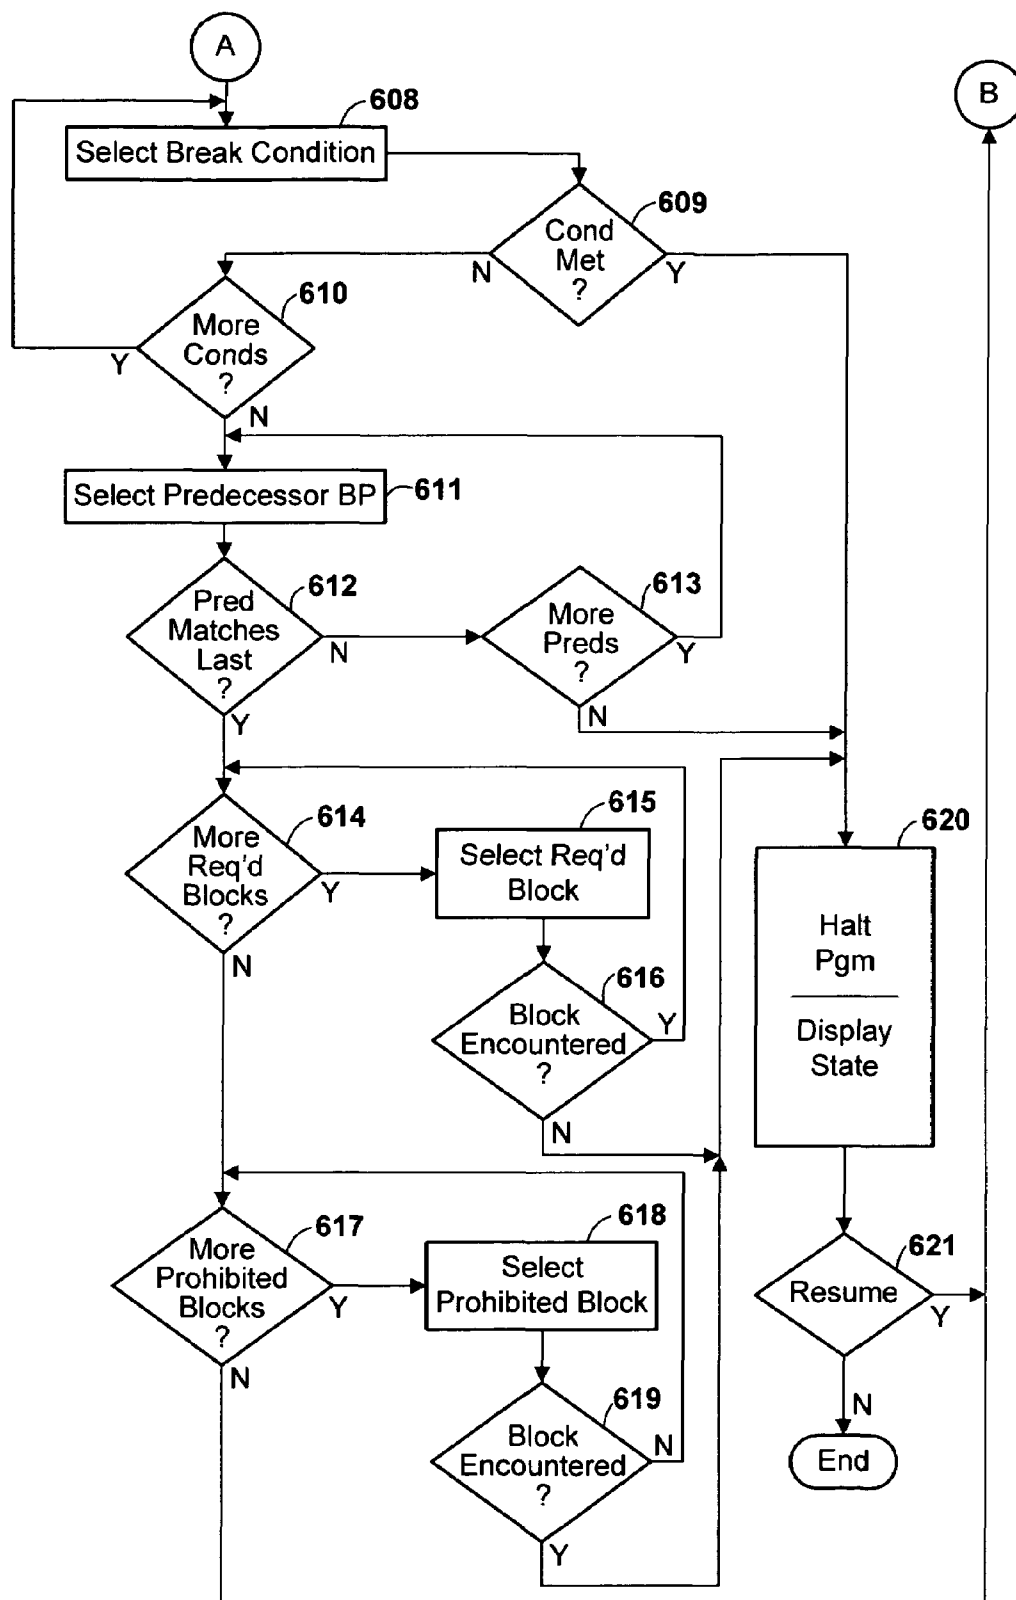 A
B
608
Select Break Condition
609
Cond
Met
?
N
Y
610
More
Conds
?
Y
N
Select Predecessor BP
611
612
Pred
Matches
Last
?
N
Y
613
More
Preds
?
Y
N
614
More
Req'd
Blocks
?
Y
N
615
Select Req'd
Block
616
Block
Encountered
?
Y
N
620
Halt
Pgm
Display
State
617
More
Prohibited
Blocks
?
Y
N
618
Select
Prohibited Block
619
Block
Encountered
?
N
Y
621
Resume
Y
N
End